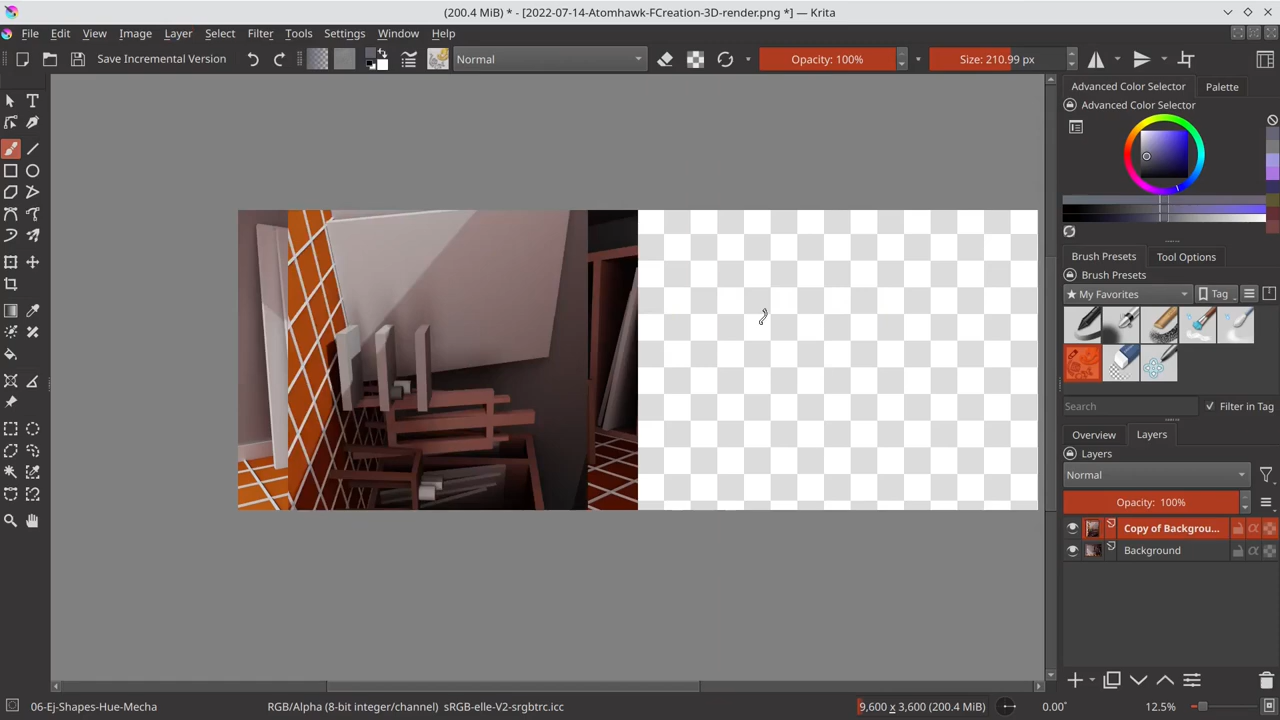 (200.4 MiB) * - [2022-07-14-Atomhawk-FCreation-3D-render.png *] — Krita
File Edit View Image Layer Select Filter Tools Settings Window Help
Save Incremental Version Normal Opacity: 100% Size: 210.99 px
Advanced Color Selector Palette
Advanced Color Selector
Brush Presets Tool Options
Brush Presets
★ My Favorites Tag
Search Filter in Tag
Overview Layers
Layers
Normal
Opacity: 100%
Copy of Backgrou...
Background
06-Ej-Shapes-Hue-Mecha RGB/Alpha (8-bit integer/channel) sRGB-elle-V2-srgbtrc.icc 9,600 x 3,600 (200.4 MiB) 0.00° 12.5%